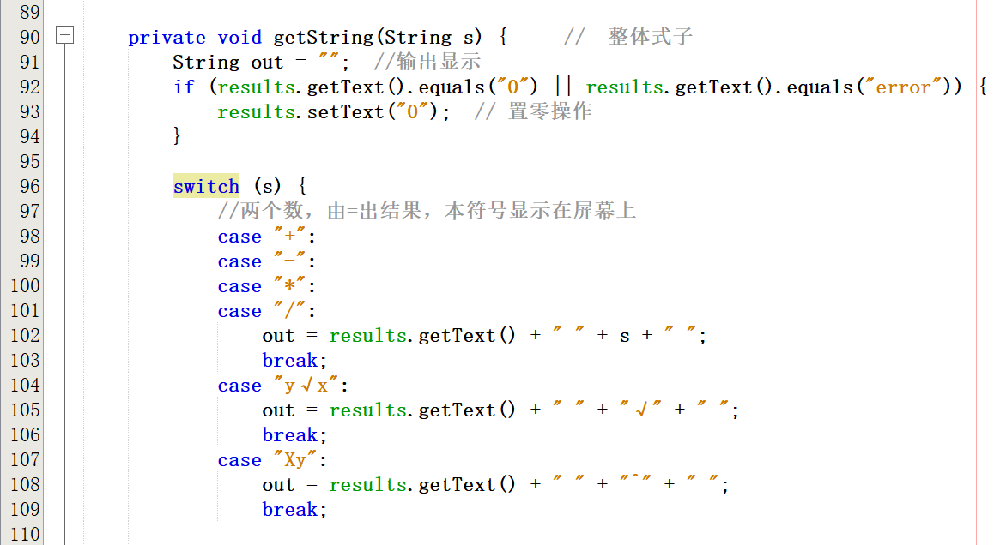 89
90 private void getString(String s) { // 整体式子
91 String out = ""; //输出显示
92 if (results.getText().equals("0") || results.getText().equals("error")) {
93 results.setText("0"); // 置零操作
94 }
95
96 switch (s) {
97 //两个数，由=出结果，本符号显示在屏幕上
98 case "+":
99 case "-":
100 case "*":
101 case "/":
102 out = results.getText() + " " + s + " ";
103 break;
104 case "y√x":
105 out = results.getText() + " " + "√" + " ";
106 break;
107 case "Xy":
108 out = results.getText() + " " + "^" + " ";
109 break;
110